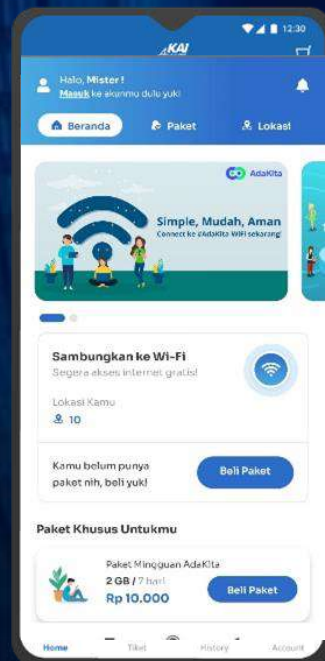 12:30
KAI
Halo, Mister!
Masuk ke akunmu dulu yuk!
Beranda
Paket
Lokasi
AdaKita
Simple, Mudah, Aman
Connect ke #AdaKita WiFi sekarang!
Sambungkan ke Wi-Fi
Segera akses internet gratis!
Lokasi Kamu
10
Kamu belum punya
paket nih, beli yuk!
Beli Paket
Paket Khusus Untukmu
Paket Mingguan AdaKita
2 GB / 7 hari
Rp 10.000
Beli Paket
Home
Tiket
History
Account